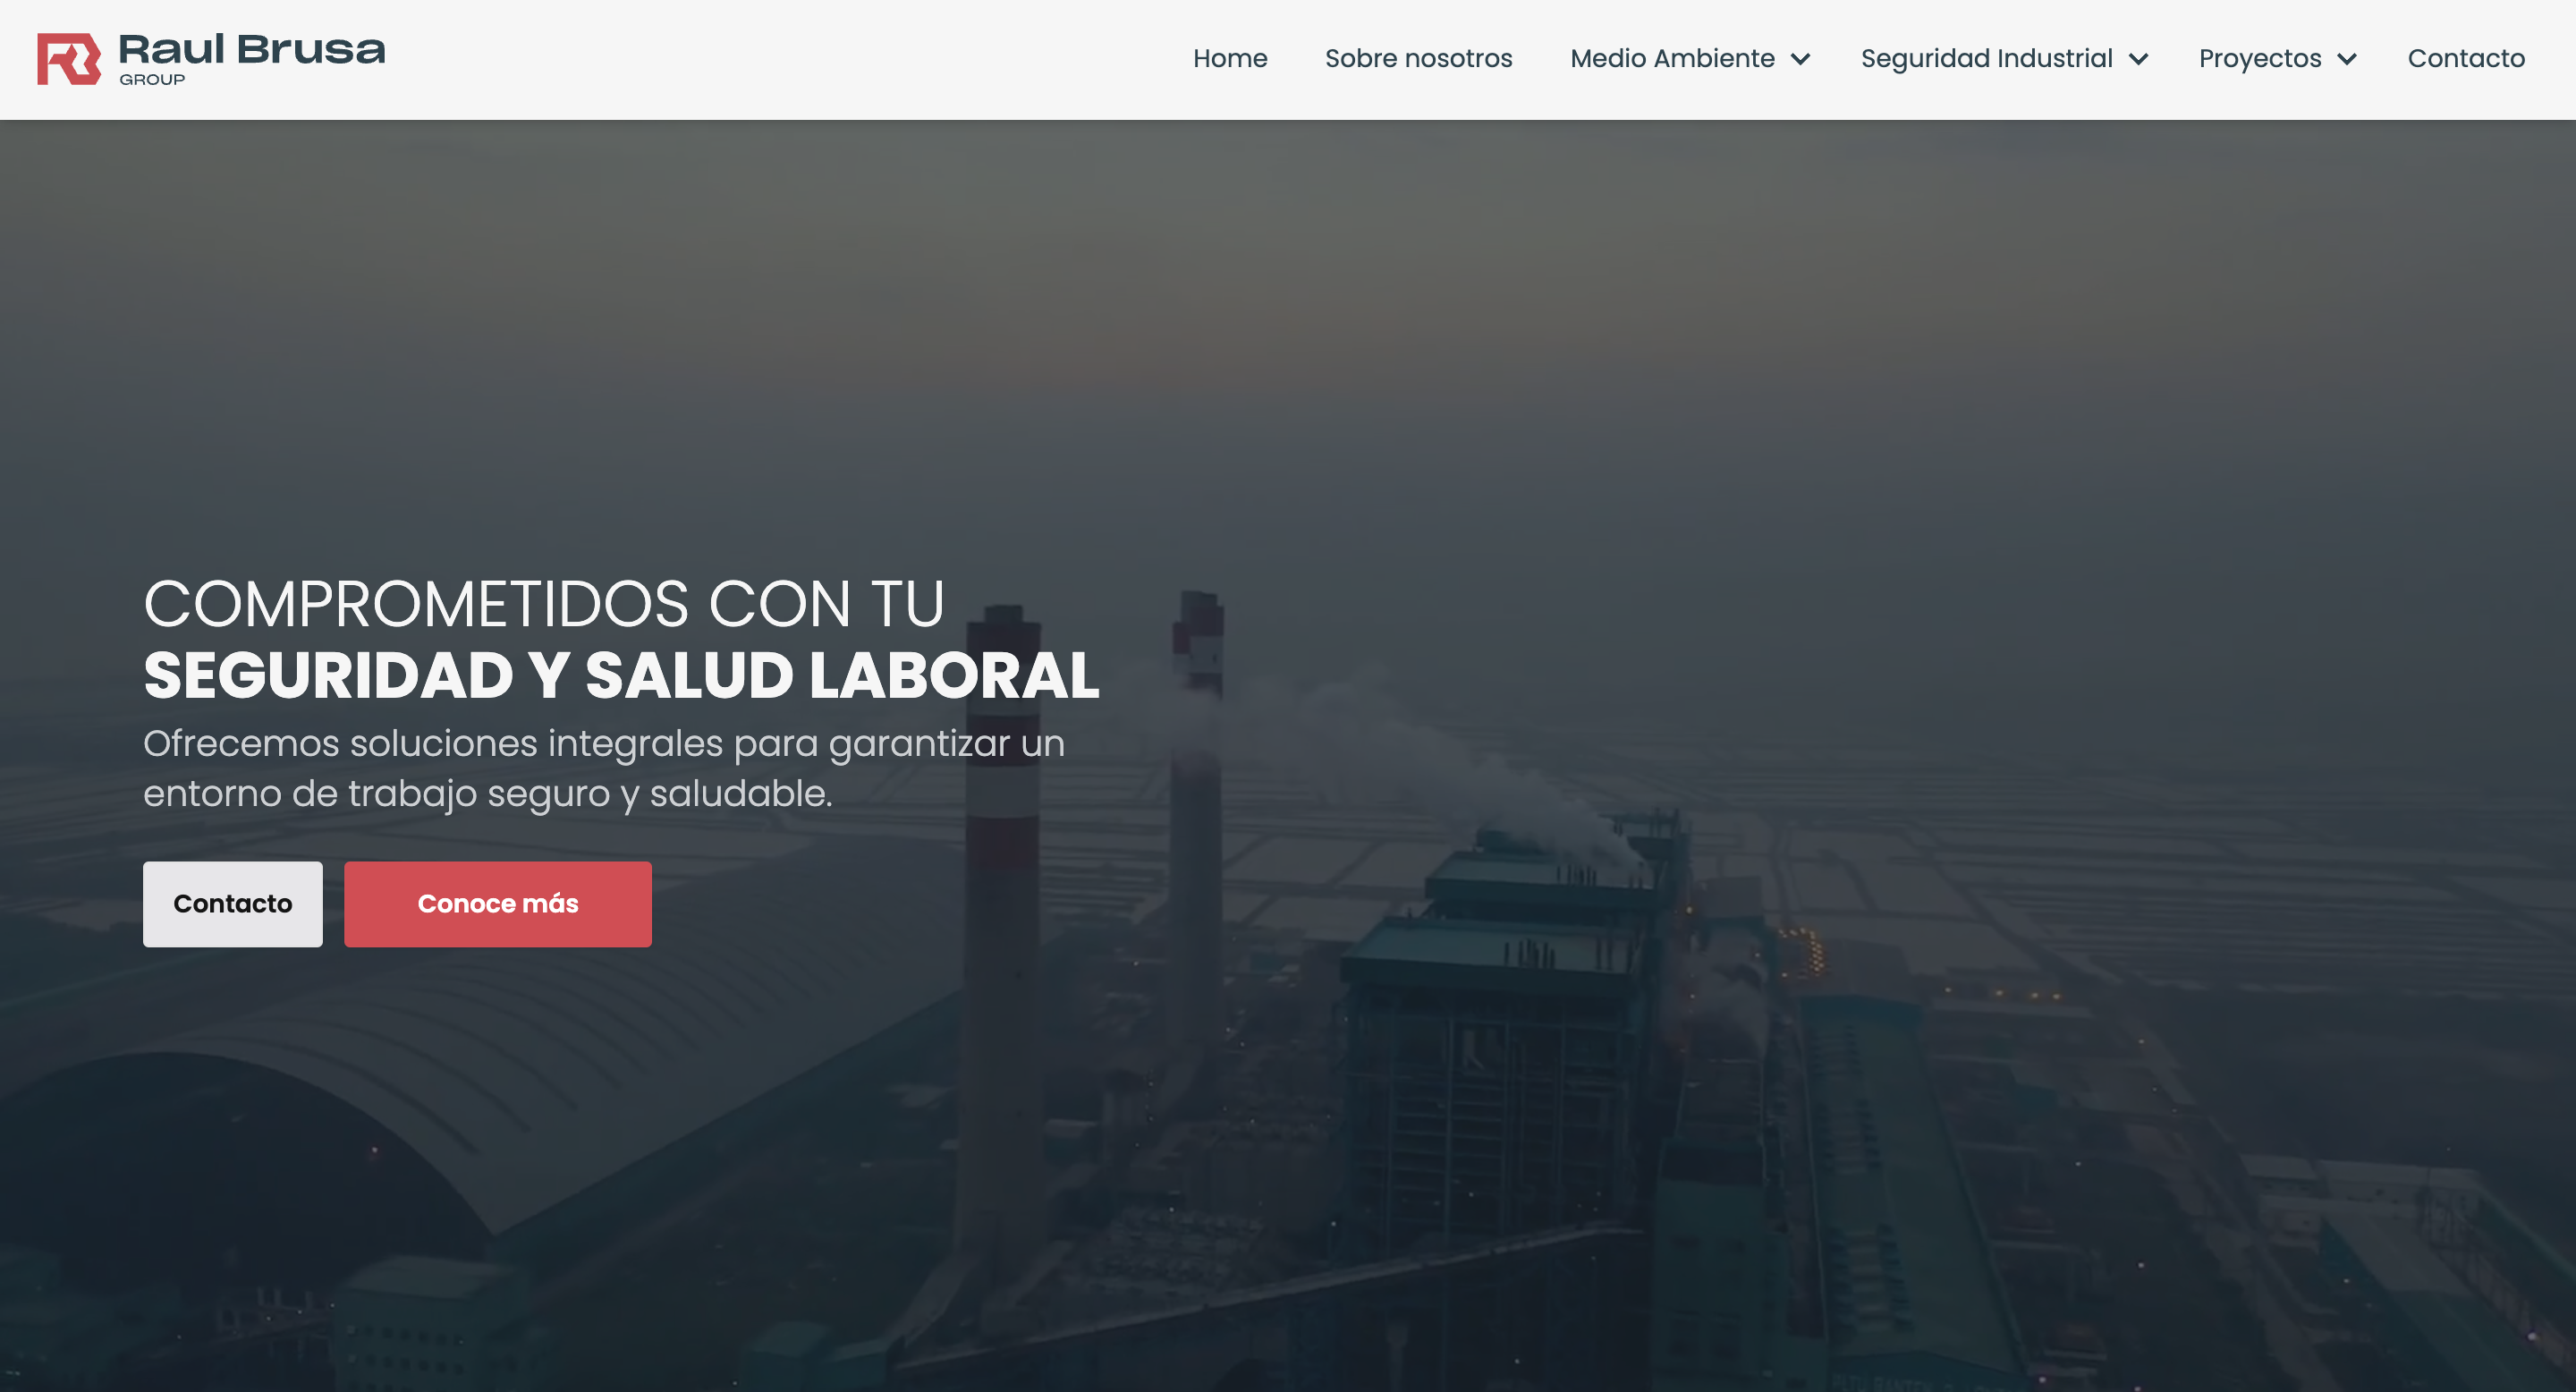 Raul Brusa
GROUP
Home
Sobre nosotros
Medio Ambiente
Seguridad Industrial
Proyectos
Contacto
COMPROMETIDOS CON TU
SEGURIDAD Y SALUD LABORAL
Ofrecemos soluciones integrales para garantizar un
entorno de trabajo seguro y saludable.
Contacto
Conoce más